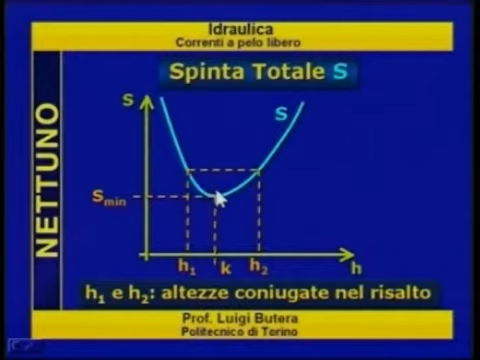 Idraulica
Correnti a pelo libero
Spinta Totale S
NETTUNO
S
S
Smin
h1
k
h2
h
h1 e h2: altezze coniugate nel risalto
Prof. Luigi Butera
Politecnico di Torino